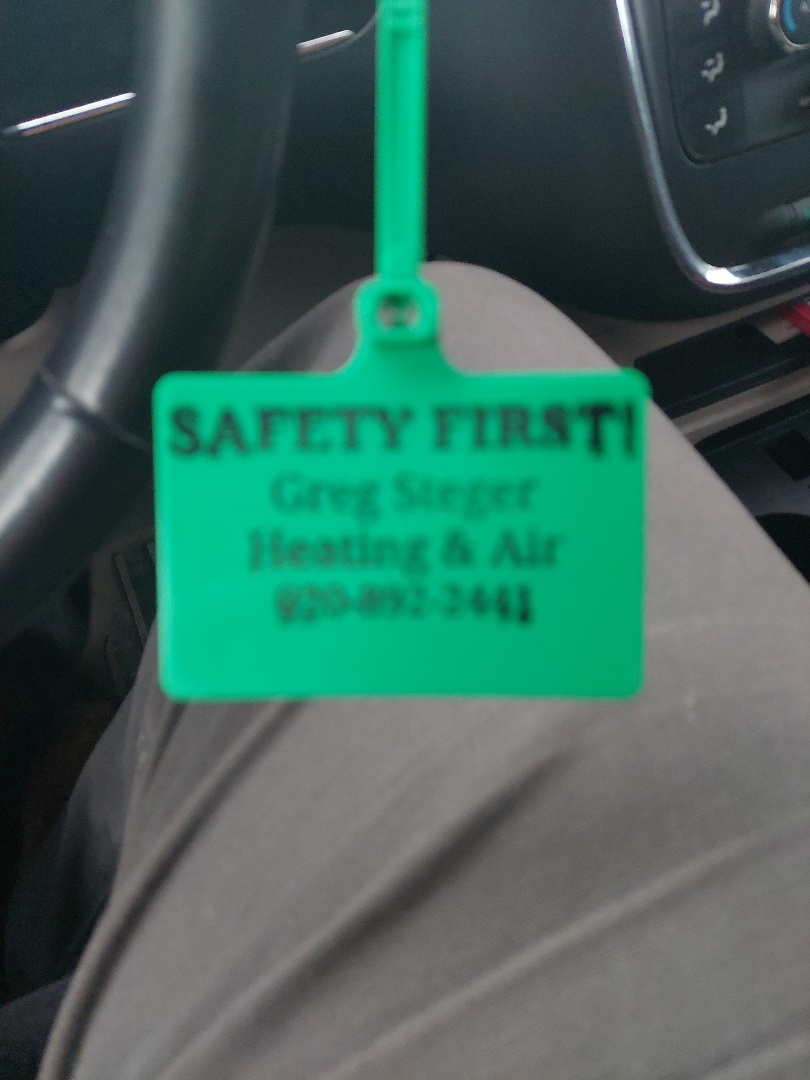 SAFETY FIRST!
Greg Steger
Heating & Air
920-892-2441